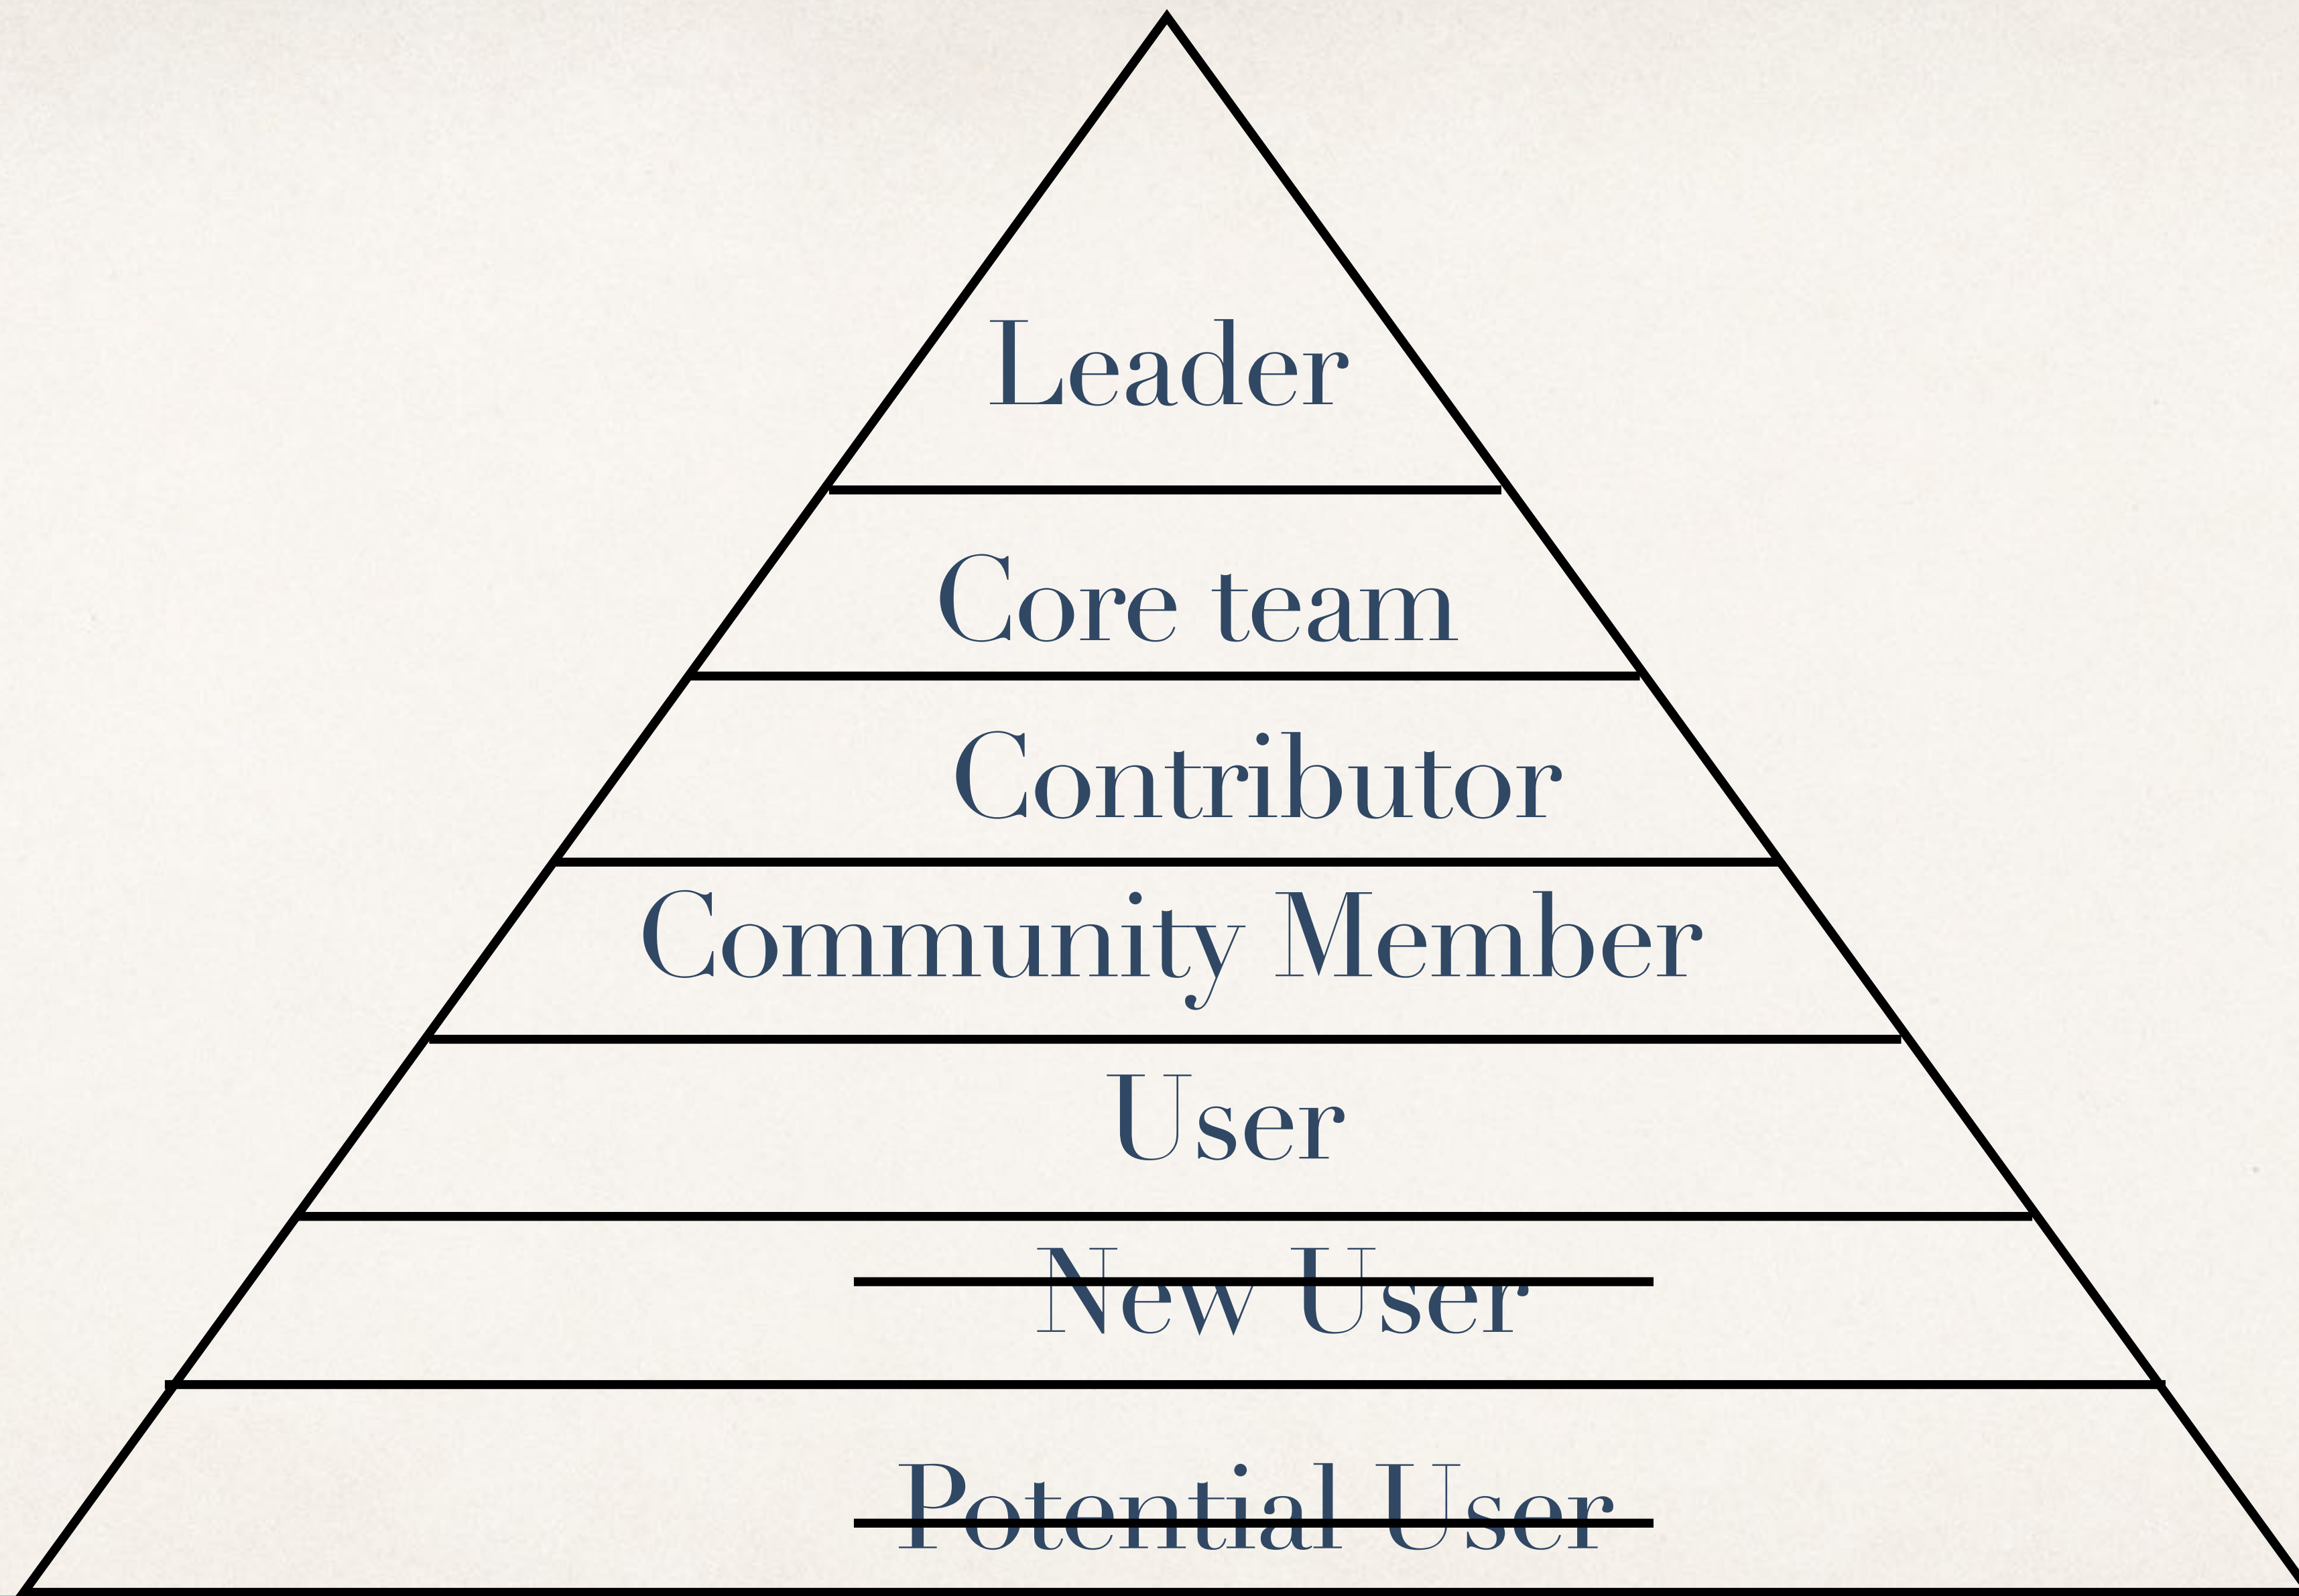 Leader
Core team
Contributor
Community Member
User
New User
Potential User